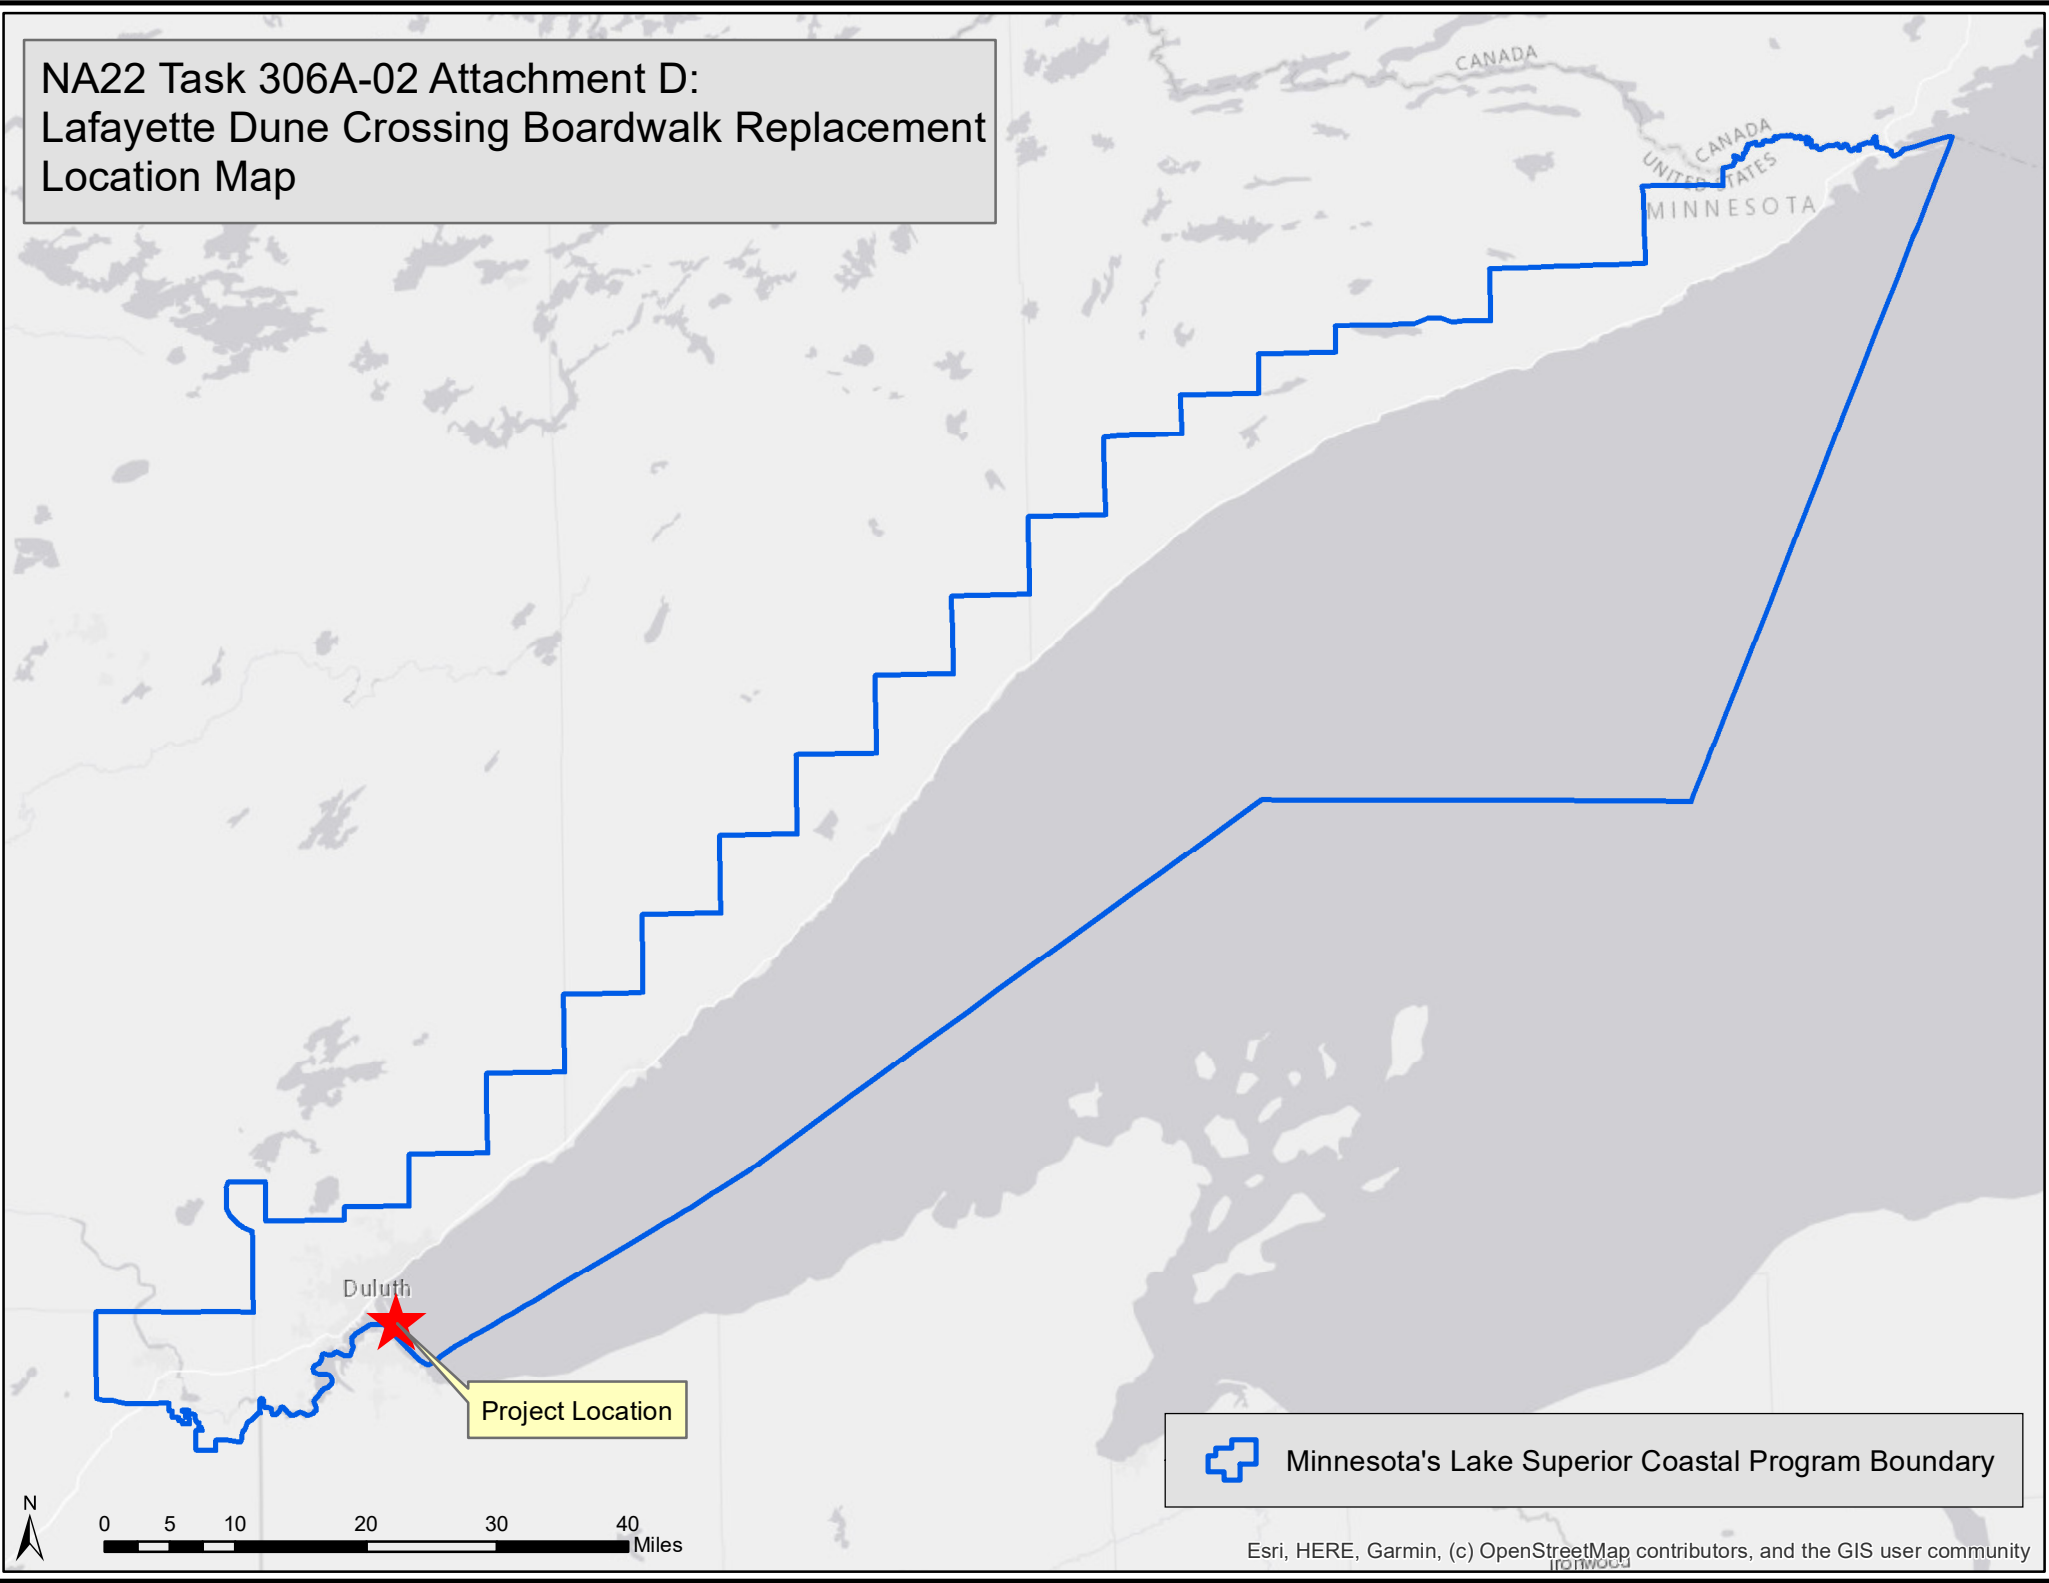 NA22 Task 306A-02 Attachment D:
Lafayette Dune Crossing Boardwalk Replacement
Location Map
CANADA
CANADA
UNITED STATES
MINNESOTA
Duluth
Project Location
Minnesota's Lake Superior Coastal Program Boundary
N
0 5 10 20 30 40
Miles
Esri, HERE, Garmin, (c) OpenStreetMap contributors, and the GIS user community
Ironwood